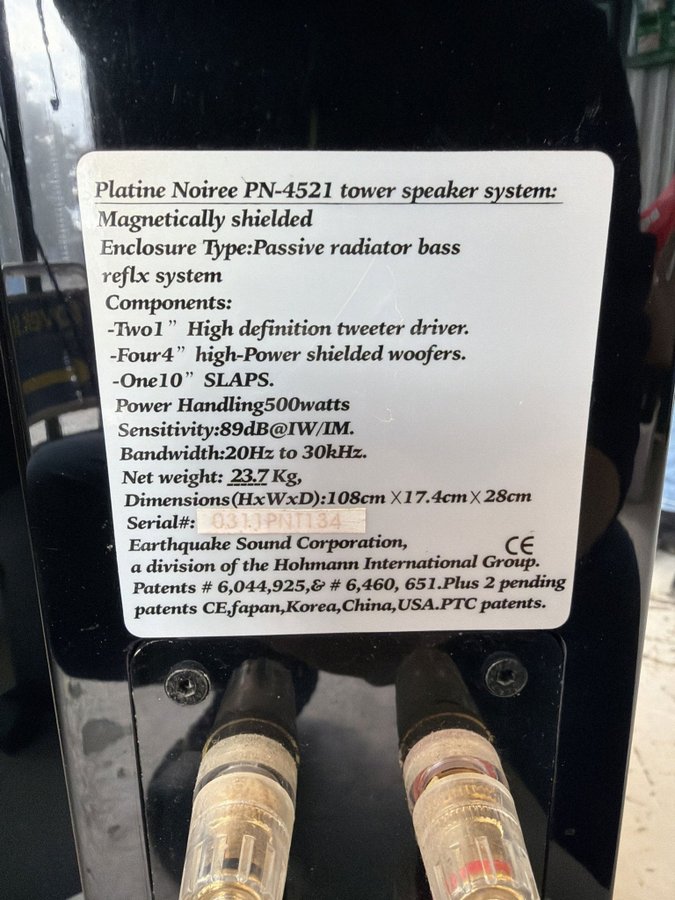 Platine Noiree PN-4521 tower speaker system:
Magnetically shielded
Enclosure Type:Passive radiator bass
reflx system
Components:
-Two1" High definition tweeter driver.
-Four4" high-Power shielded woofers.
-One10" SLAPS.
Power Handling500watts
Sensitivity:89dB@IW/IM.
Bandwidth:20Hz to 30kHz.
Net weight: 23.7 Kg,
Dimensions(HxWxD):108cm X17.4cmX28cm
Serial#: 0311PN1134
Earthquake Sound Corporation, CE
a division of the Hohmann International Group.
Patents # 6,044,925,& # 6,460, 651.Plus 2 pending
patents CE,fapan,Korea,China,USA.PTC patents.